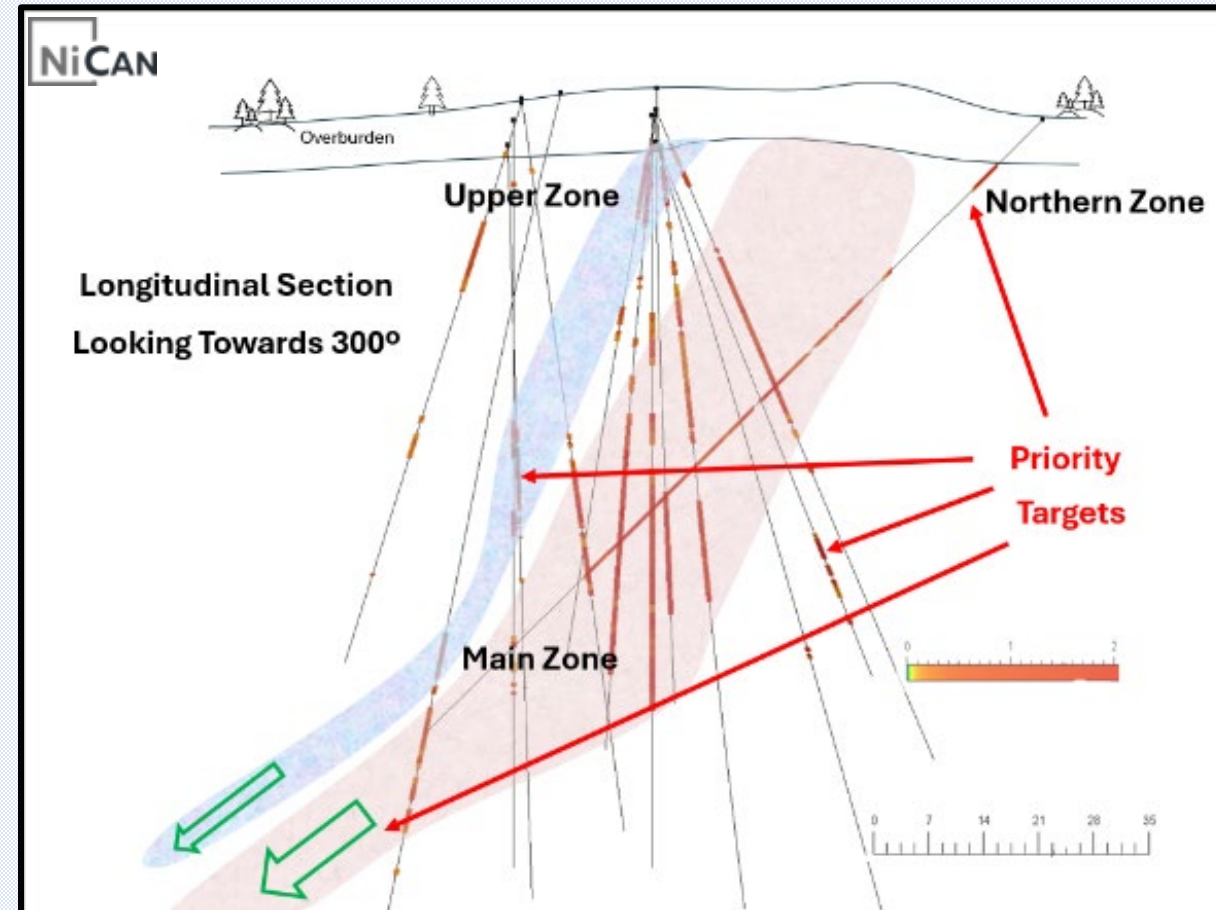 NiCAN
Overburden
Upper Zone
Northern Zone
Longitudinal Section
Looking Towards 300º
Priority
Targets
Main Zone
0 1 2
0 7 14 21 28 35